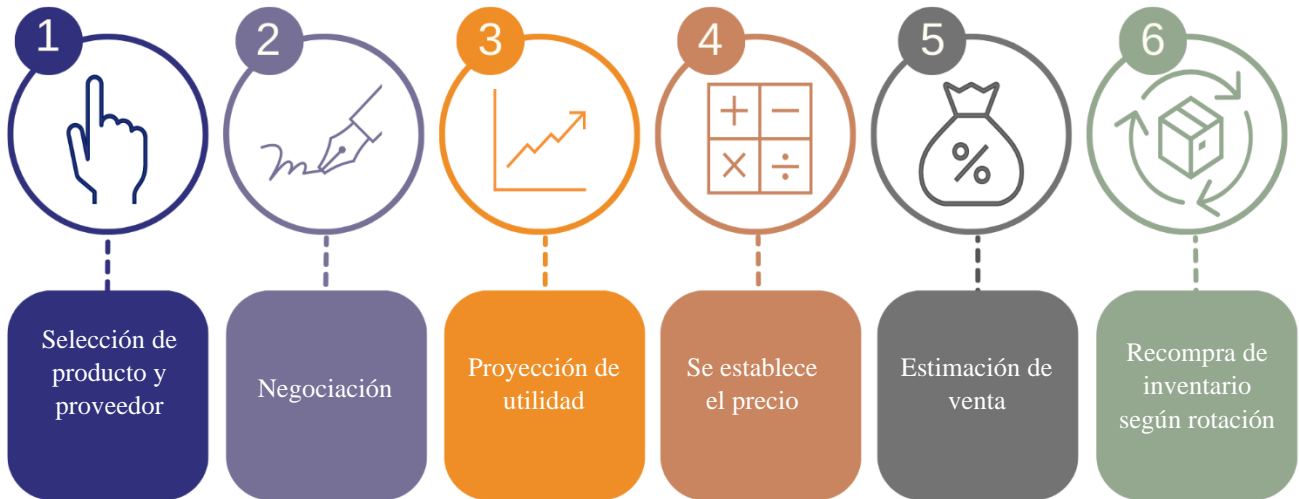 1
Selección de
producto y
proveedor
2
Negociación
3
Proyección de
utilidad
4
+ −
× ÷
Se establece
el precio
5
%
Estimación de
venta
6
Recompra de
inventario
según rotación